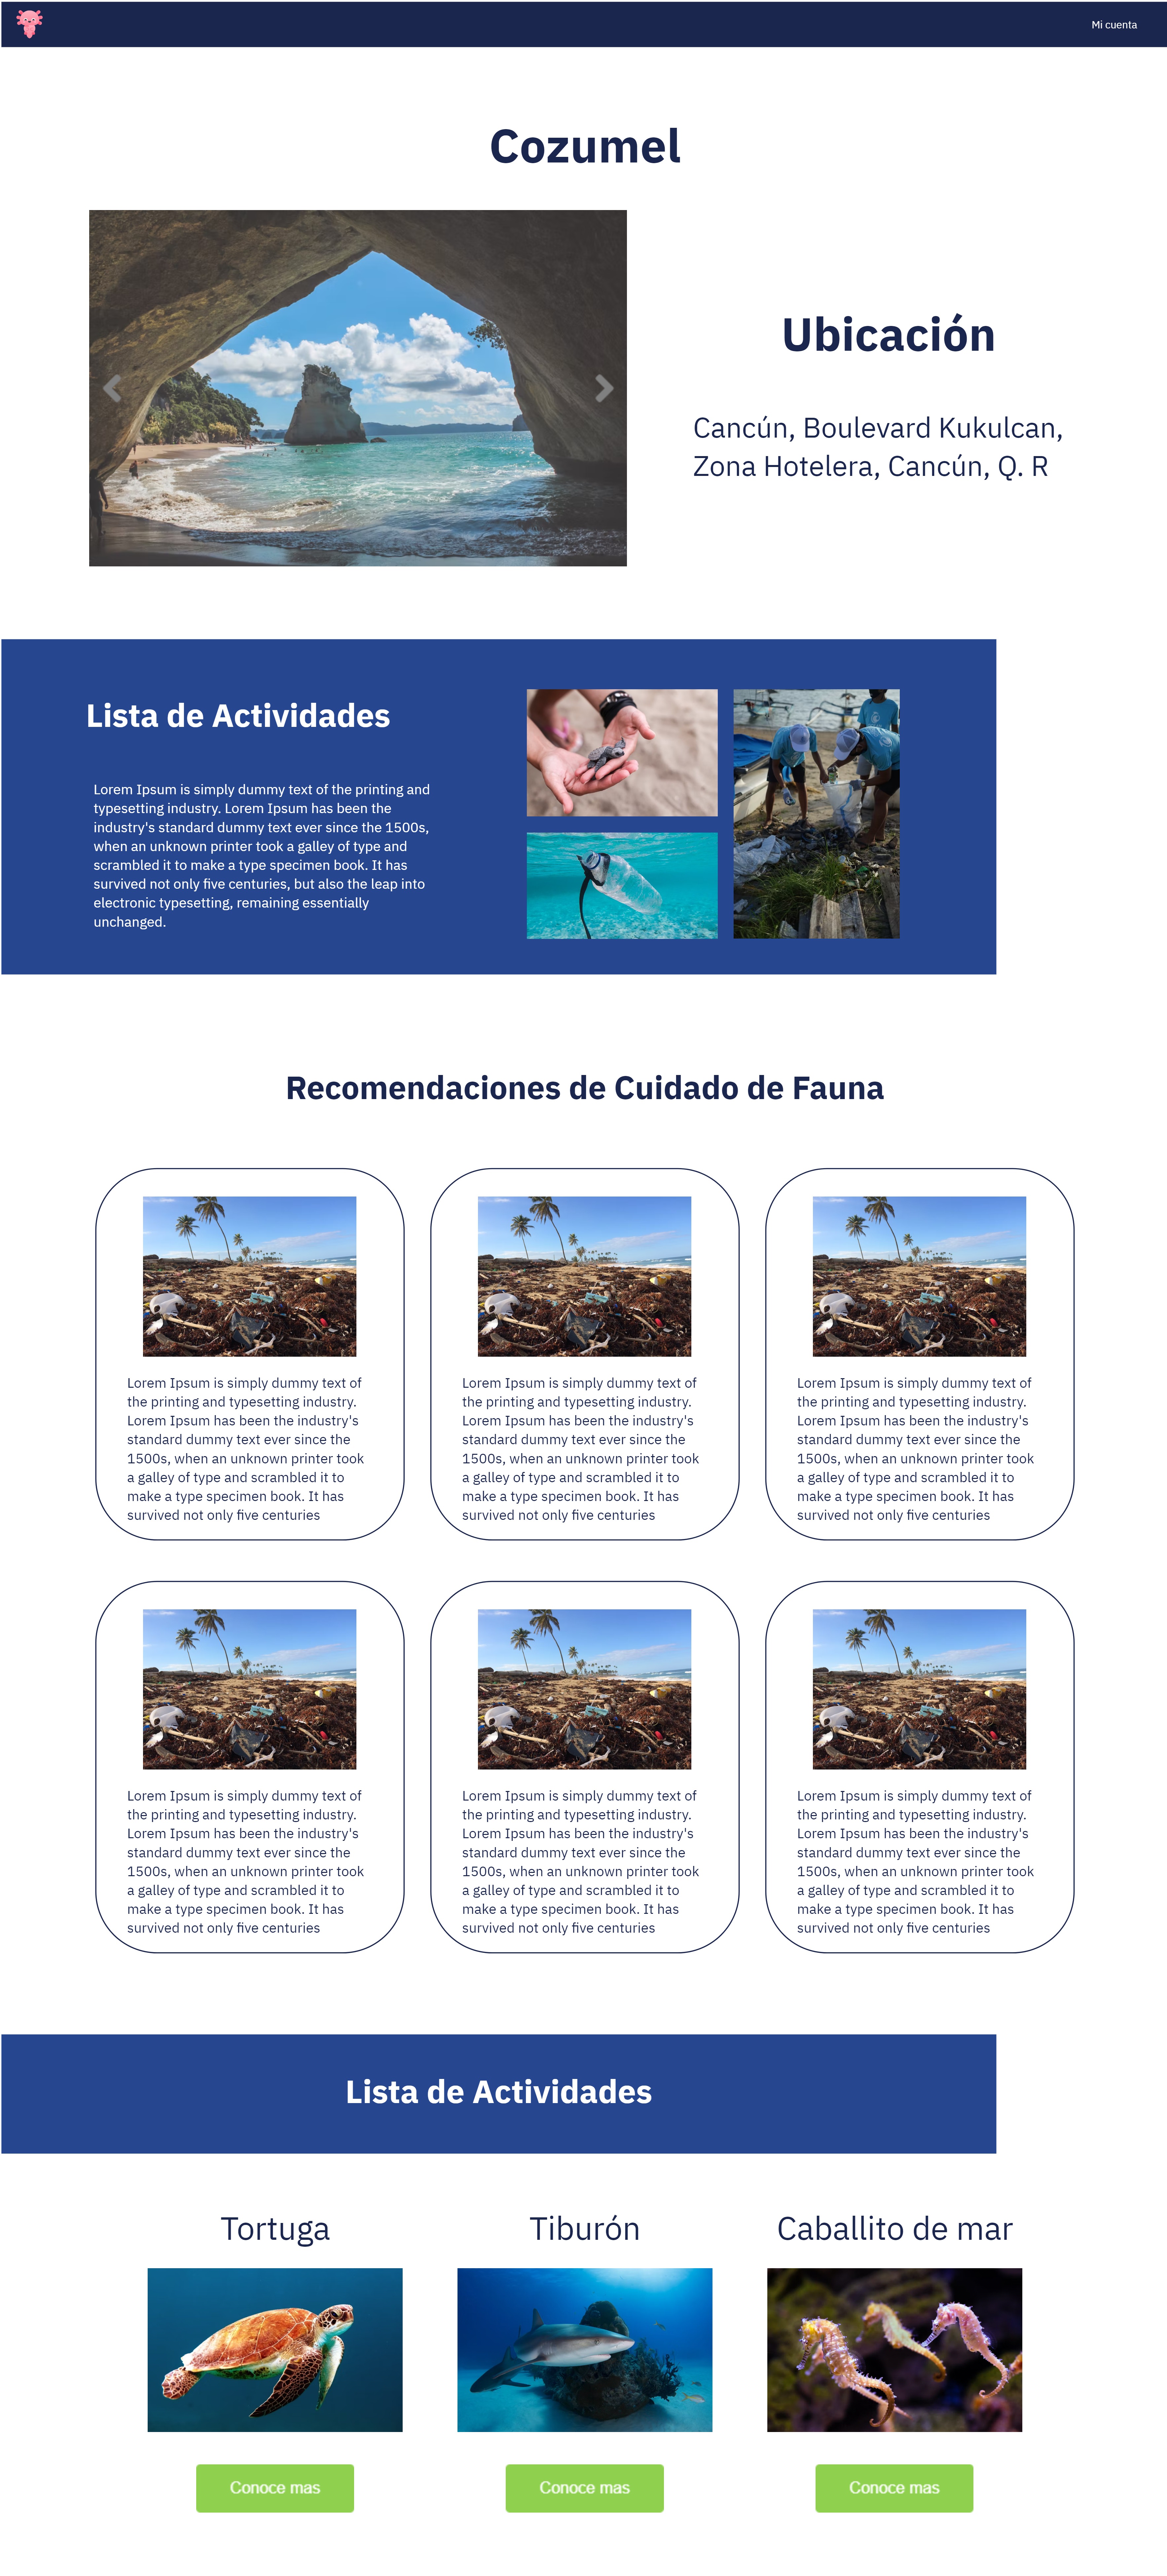 Mi cuenta
Cozumel
Ubicación
Cancún, Boulevard Kukulcan,
Zona Hotelera, Cancún, Q. R
Lista de Actividades
Lorem Ipsum is simply dummy text of the printing and
typesetting industry. Lorem Ipsum has been the
industry's standard dummy text ever since the 1500s,
when an unknown printer took a galley of type and
scrambled it to make a type specimen book. It has
survived not only five centuries, but also the leap into
electronic typesetting, remaining essentially
unchanged.
Recomendaciones de Cuidado de Fauna
Lorem Ipsum is simply dummy text of
the printing and typesetting industry.
Lorem Ipsum has been the industry's
standard dummy text ever since the
1500s, when an unknown printer took
a galley of type and scrambled it to
make a type specimen book. It has
survived not only five centuries
Lorem Ipsum is simply dummy text of
the printing and typesetting industry.
Lorem Ipsum has been the industry's
standard dummy text ever since the
1500s, when an unknown printer took
a galley of type and scrambled it to
make a type specimen book. It has
survived not only five centuries
Lorem Ipsum is simply dummy text of
the printing and typesetting industry.
Lorem Ipsum has been the industry's
standard dummy text ever since the
1500s, when an unknown printer took
a galley of type and scrambled it to
make a type specimen book. It has
survived not only five centuries
Lorem Ipsum is simply dummy text of
the printing and typesetting industry.
Lorem Ipsum has been the industry's
standard dummy text ever since the
1500s, when an unknown printer took
a galley of type and scrambled it to
make a type specimen book. It has
survived not only five centuries
Lorem Ipsum is simply dummy text of
the printing and typesetting industry.
Lorem Ipsum has been the industry's
standard dummy text ever since the
1500s, when an unknown printer took
a galley of type and scrambled it to
make a type specimen book. It has
survived not only five centuries
Lorem Ipsum is simply dummy text of
the printing and typesetting industry.
Lorem Ipsum has been the industry's
standard dummy text ever since the
1500s, when an unknown printer took
a galley of type and scrambled it to
make a type specimen book. It has
survived not only five centuries
Lista de Actividades
Tortuga
Tiburón
Caballito de mar
Conoce mas
Conoce mas
Conoce mas